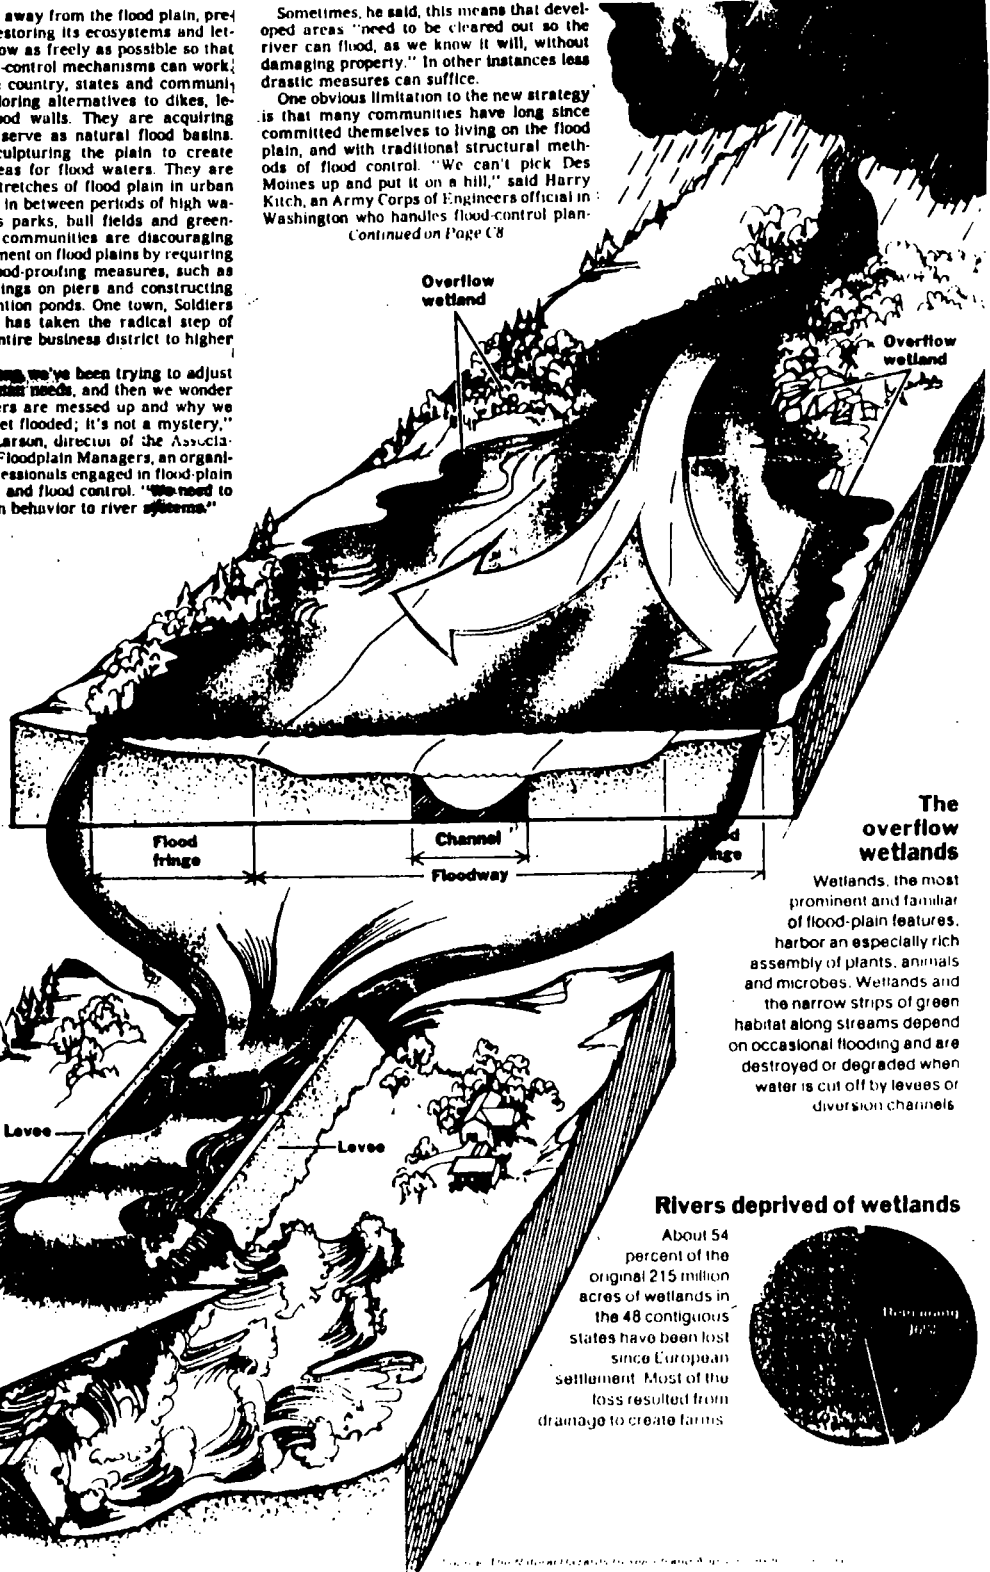 away from the flood plain, pre-
estoring its ecosystems and let-
ow as freely as possible so that
-control mechanisms can work.
country, states and communi-
loring alternatives to dikes, le-
ood walls. They are acquiring
serve as natural flood basins.
culpturing the plain to create
eas for flood waters. They are
tretches of flood plain in urban
in between periods of high wa-
s parks, ball fields and green-
communities are discouraging
ment on flood plains by requiring
ood-proofing measures, such as
ings on piers and constructing
ntion ponds. One town, Soldiers
has taken the radical step of
ntire business district to higher
we've been trying to adjust
needs, and then we wonder
ers are messed up and why we
et flooded; it's not a mystery,"
arson, director of the Associa-
Floodplain Managers, an organi-
essionals engaged in flood-plain
and flood control. "We need to
n behavior to river systems."
Sometimes, he said, this means that devel-
oped areas "need to be cleared out so the
river can flood, as we know it will, without
damaging property." In other instances less
drastic measures can suffice.
One obvious limitation to the new strategy
is that many communities have long since
committed themselves to living on the flood
plain, and with traditional structural meth-
ods of flood control. "We can't pick Des
Moines up and put it on a hill," said Harry
Kitch, an Army Corps of Engineers official in
Washington who handles flood-control plan-
Continued on Page C8
Overflow
wetland
Overflow
wetland
Flood
fringe
Channel
Floodway
Levee
Levee
The
overflow
wetlands
Wetlands, the most
prominent and familiar
of flood-plain features,
harbor an especially rich
assembly of plants, animals
and microbes. Wetlands and
the narrow strips of green
habitat along streams depend
on occasional flooding and are
destroyed or degraded when
water is cut off by levees or
diversion channels.
Rivers deprived of wetlands
About 54
percent of the
original 215 million
acres of wetlands in
the 48 contiguous
states have been lost
since European
settlement. Most of the
loss resulted from
drainage to create farms.
Remaining